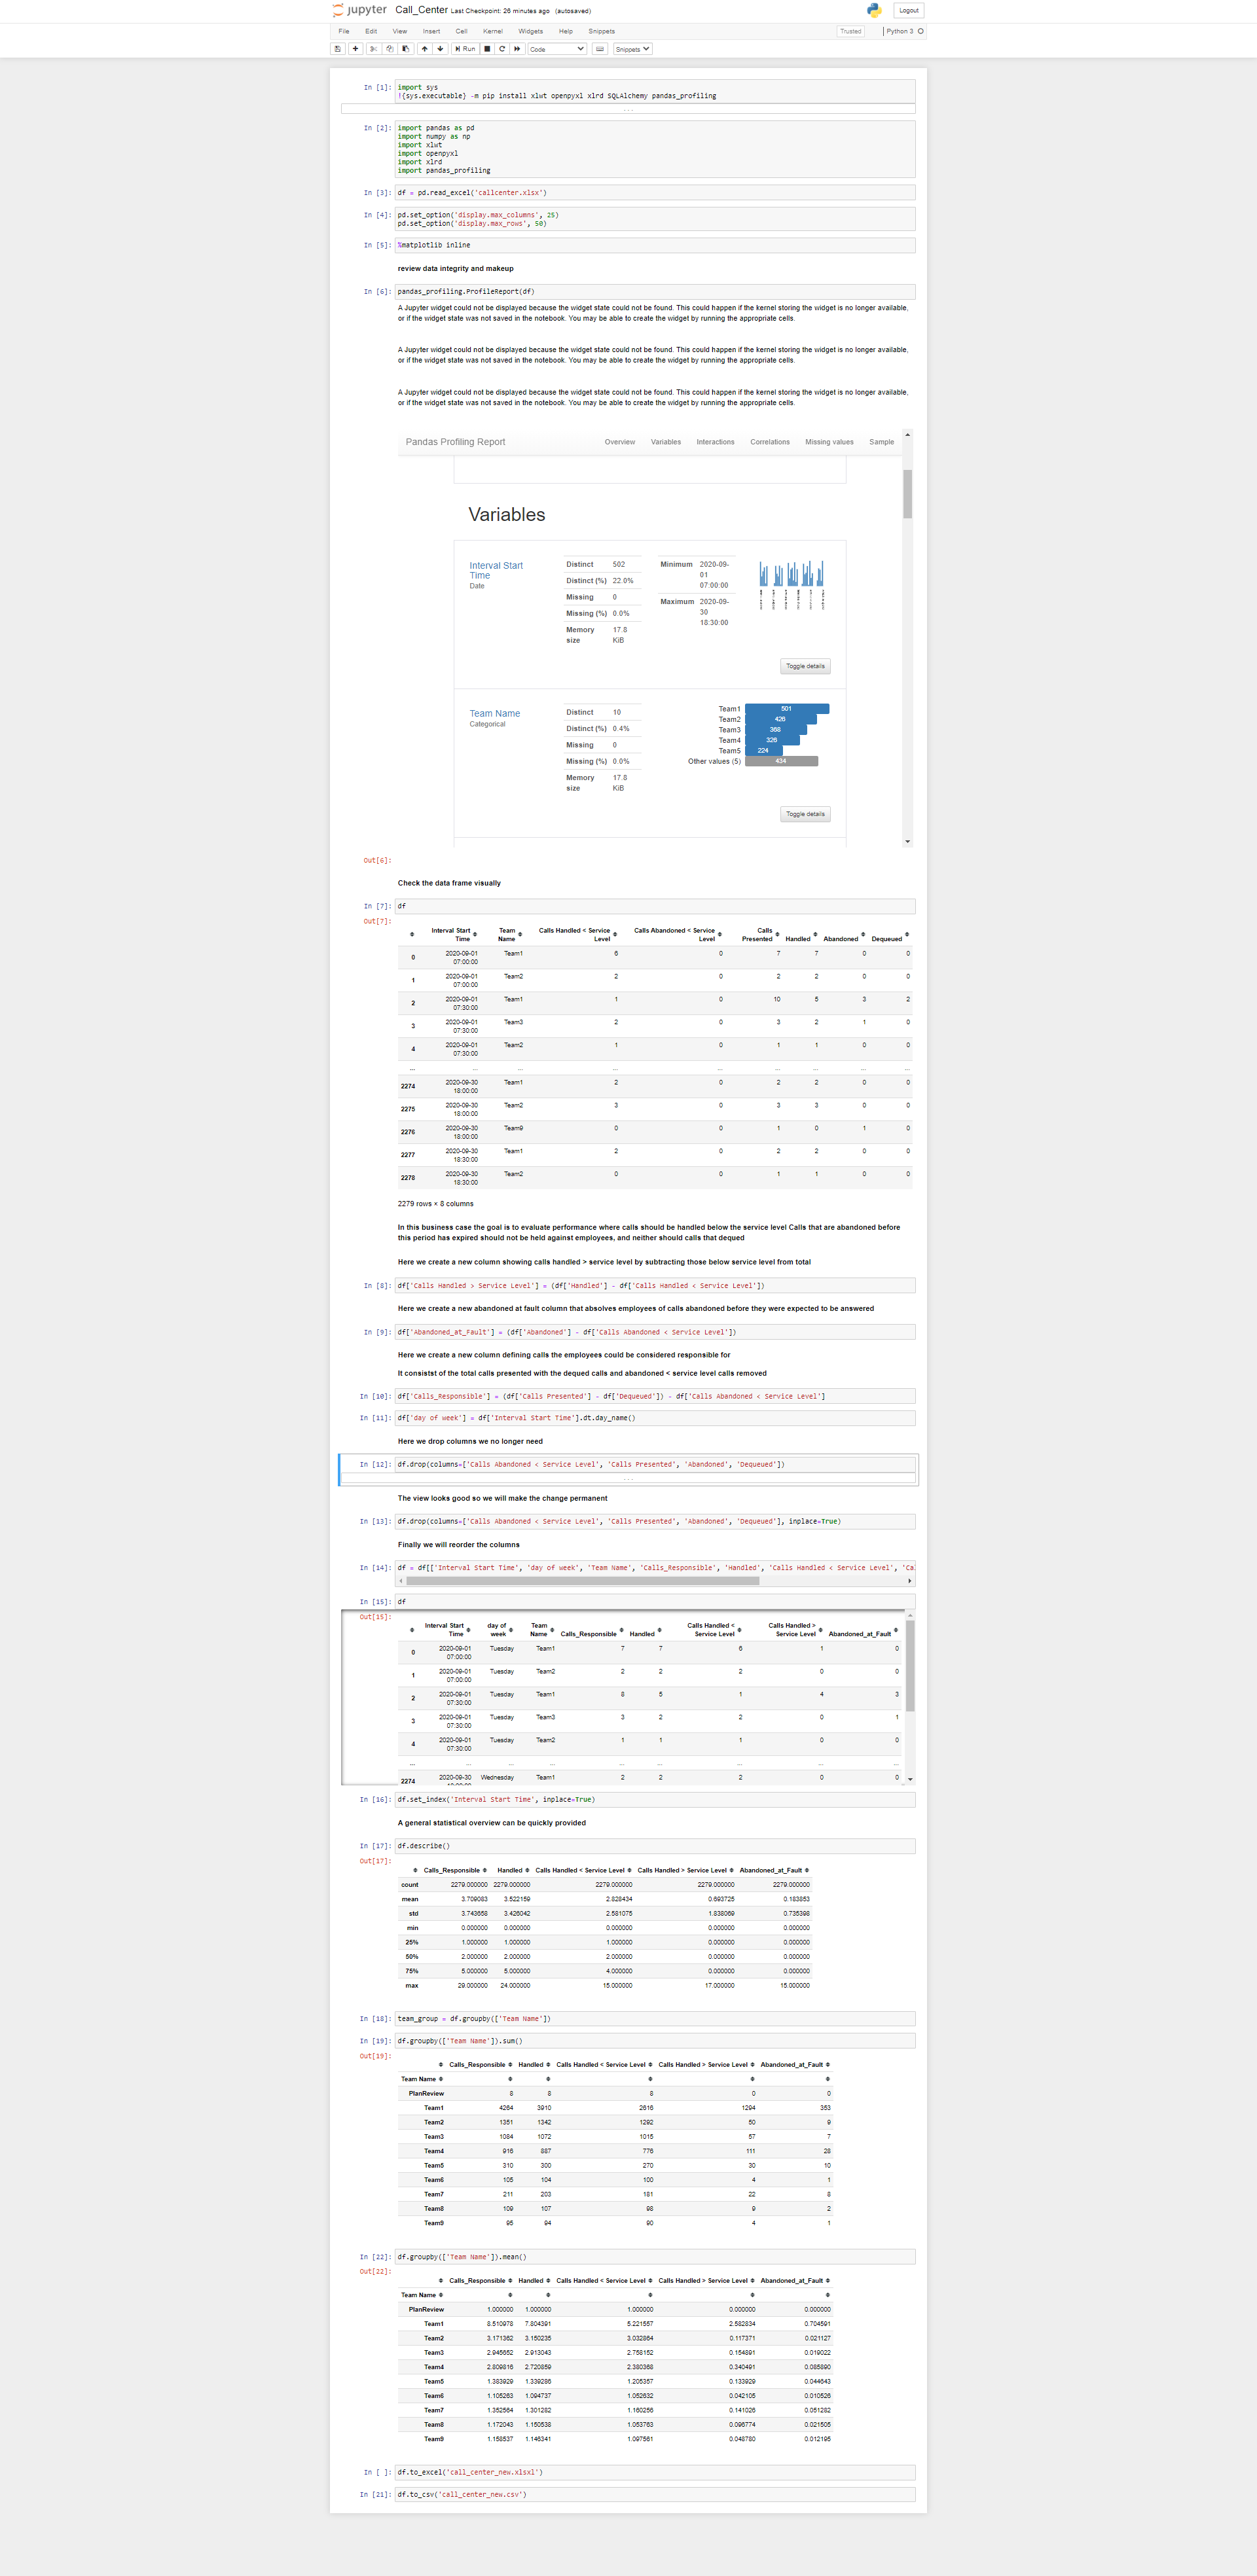 jupyter Call_Center Last Checkpoint: 26 minutes ago (autosaved) Logout
File Edit View Insert Cell Kernel Widgets Help Snippets Trusted Python 3
Run Code Snippets
In [1]: import sys
!{sys.executable} -m pip install xlwt openpyxl xlrd SQLAlchemy pandas_profiling
...
In [2]: import pandas as pd
import numpy as np
import xlwt
import openpyxl
import xlrd
import pandas_profiling
In [3]: df = pd.read_excel('callcenter.xlsx')
In [4]: pd.set_option('display.max_columns', 25)
pd.set_option('display.max_rows', 50)
In [5]: %matplotlib inline
review data integrity and makeup
In [6]: pandas_profiling.ProfileReport(df)
A Jupyter widget could not be displayed because the widget state could not be found. This could happen if the kernel storing the widget is no longer available,
or if the widget state was not saved in the notebook. You may be able to create the widget by running the appropriate cells.
A Jupyter widget could not be displayed because the widget state could not be found. This could happen if the kernel storing the widget is no longer available,
or if the widget state was not saved in the notebook. You may be able to create the widget by running the appropriate cells.
A Jupyter widget could not be displayed because the widget state could not be found. This could happen if the kernel storing the widget is no longer available,
or if the widget state was not saved in the notebook. You may be able to create the widget by running the appropriate cells.
Pandas Profiling Report Overview Variables Interactions Correlations Missing values Sample
Variables
Interval Start
Time
Date
Distinct 502
Distinct (%) 22.0%
Missing 0
Missing (%) 0.0%
Memory
size
17.8
KiB
Minimum 2020-09-
01
07:00:00
Maximum 2020-09-
30
18:30:00
Toggle details
Team Name
Categorical
Distinct 10
Distinct (%) 0.4%
Missing 0
Missing (%) 0.0%
Memory
size
17.8
KiB
Team1 501
Team2 426
Team3 368
Team4 326
Team5 224
Other values (5) 434
Toggle details
Out[6]:
Check the data frame visually
In [7]: df
Out[7]:
Interval Start Time Team Name Calls Handled < Service Level Calls Abandoned < Service Level Calls Presented Handled Abandoned Dequeued
0 2020-09-01 07:00:00 Team1 6 0 7 7 0 0
1 2020-09-01 07:00:00 Team2 2 0 2 2 0 0
2 2020-09-01 07:30:00 Team1 1 0 10 5 3 2
3 2020-09-01 07:30:00 Team3 2 0 3 2 1 0
4 2020-09-01 07:30:00 Team2 1 0 1 1 0 0
... ... ... ... ... ... ... ... ...
2274 2020-09-30 18:00:00 Team1 2 0 2 2 0 0
2275 2020-09-30 18:00:00 Team2 3 0 3 3 0 0
2276 2020-09-30 18:00:00 Team9 0 0 1 0 1 0
2277 2020-09-30 18:30:00 Team1 2 0 2 2 0 0
2278 2020-09-30 18:30:00 Team2 0 0 1 1 0 0
2279 rows × 8 columns
In this business case the goal is to evaluate performance where calls should be handled below the service level Calls that are abandoned before
this period has expired should not be held against employees, and neither should calls that dequed
Here we create a new column showing calls handled > service level by subtracting those below service level from total
In [8]: df['Calls Handled > Service Level'] = (df['Handled'] - df['Calls Handled < Service Level'])
Here we create a new abandoned at fault column that absolves employees of calls abandoned before they were expected to be answered
In [9]: df['Abandoned_at_Fault'] = (df['Abandoned'] - df['Calls Abandoned < Service Level'])
Here we create a new column defining calls the employees could be considered responsible for
It consistst of the total calls presented with the dequed calls and abandoned < service level calls removed
In [10]: df['Calls_Responsible'] = (df['Calls Presented'] - df['Dequeued']) - df['Calls Abandoned < Service Level']
In [11]: df['day of week'] = df['Interval Start Time'].dt.day_name()
Here we drop columns we no longer need
In [12]: df.drop(columns=['Calls Abandoned < Service Level', 'Calls Presented', 'Abandoned', 'Dequeued'])
...
The view looks good so we will make the change permanent
In [13]: df.drop(columns=['Calls Abandoned < Service Level', 'Calls Presented', 'Abandoned', 'Dequeued'], inplace=True)
Finally we will reorder the columns
In [14]: df = df[['Interval Start Time', 'day of week', 'Team Name', 'Calls_Responsible', 'Handled', 'Calls Handled < Service Level', 'Cal
In [15]: df
Out[15]:
Interval Start Time day of week Team Name Calls_Responsible Handled Calls Handled < Service Level Calls Handled > Service Level Abandoned_at_Fault
0 2020-09-01 07:00:00 Tuesday Team1 7 7 6 1 0
1 2020-09-01 07:00:00 Tuesday Team2 2 2 2 0 0
2 2020-09-01 07:30:00 Tuesday Team1 8 5 1 4 3
3 2020-09-01 07:30:00 Tuesday Team3 3 2 2 0 1
4 2020-09-01 07:30:00 Tuesday Team2 1 1 1 0 0
... ... ... ... ... ... ... ... ...
2274 2020-09-30 Wednesday Team1 2 2 2 0 0
In [16]: df.set_index('Interval Start Time', inplace=True)
A general statistical overview can be quickly provided
In [17]: df.describe()
Out[17]:
Calls_Responsible Handled Calls Handled < Service Level Calls Handled > Service Level Abandoned_at_Fault
count 2279.000000 2279.000000 2279.000000 2279.000000 2279.000000
mean 3.709083 3.522159 2.828434 0.693725 0.183853
std 3.743658 3.426042 2.581075 1.838069 0.735398
min 0.000000 0.000000 0.000000 0.000000 0.000000
25% 1.000000 1.000000 1.000000 0.000000 0.000000
50% 2.000000 2.000000 2.000000 0.000000 0.000000
75% 5.000000 5.000000 4.000000 0.000000 0.000000
max 29.000000 24.000000 15.000000 17.000000 15.000000
In [18]: team_group = df.groupby(['Team Name'])
In [19]: df.groupby(['Team Name']).sum()
Out[19]:
Calls_Responsible Handled Calls Handled < Service Level Calls Handled > Service Level Abandoned_at_Fault
Team Name
PlanReview 8 8 8 0 0
Team1 4264 3910 2616 1294 353
Team2 1351 1342 1292 50 9
Team3 1084 1072 1015 57 7
Team4 916 887 776 111 28
Team5 310 300 270 30 10
Team6 105 104 100 4 1
Team7 211 203 181 22 8
Team8 109 107 98 9 2
Team9 95 94 90 4 1
In [22]: df.groupby(['Team Name']).mean()
Out[22]:
Calls_Responsible Handled Calls Handled < Service Level Calls Handled > Service Level Abandoned_at_Fault
Team Name
PlanReview 1.000000 1.000000 1.000000 0.000000 0.000000
Team1 8.510978 7.804391 5.221557 2.582834 0.704591
Team2 3.171362 3.150235 3.032864 0.117371 0.021127
Team3 2.945652 2.913043 2.758152 0.154891 0.019022
Team4 2.809816 2.720859 2.380368 0.340491 0.085890
Team5 1.383929 1.339286 1.205357 0.133929 0.044643
Team6 1.105263 1.094737 1.052632 0.042105 0.010526
Team7 1.352564 1.301282 1.160256 0.141026 0.051282
Team8 1.172043 1.150538 1.053763 0.096774 0.021505
Team9 1.158537 1.146341 1.097561 0.048780 0.012195
In [ ]: df.to_excel('call_center_new.xlsxl')
In [21]: df.to_csv('call_center_new.csv')